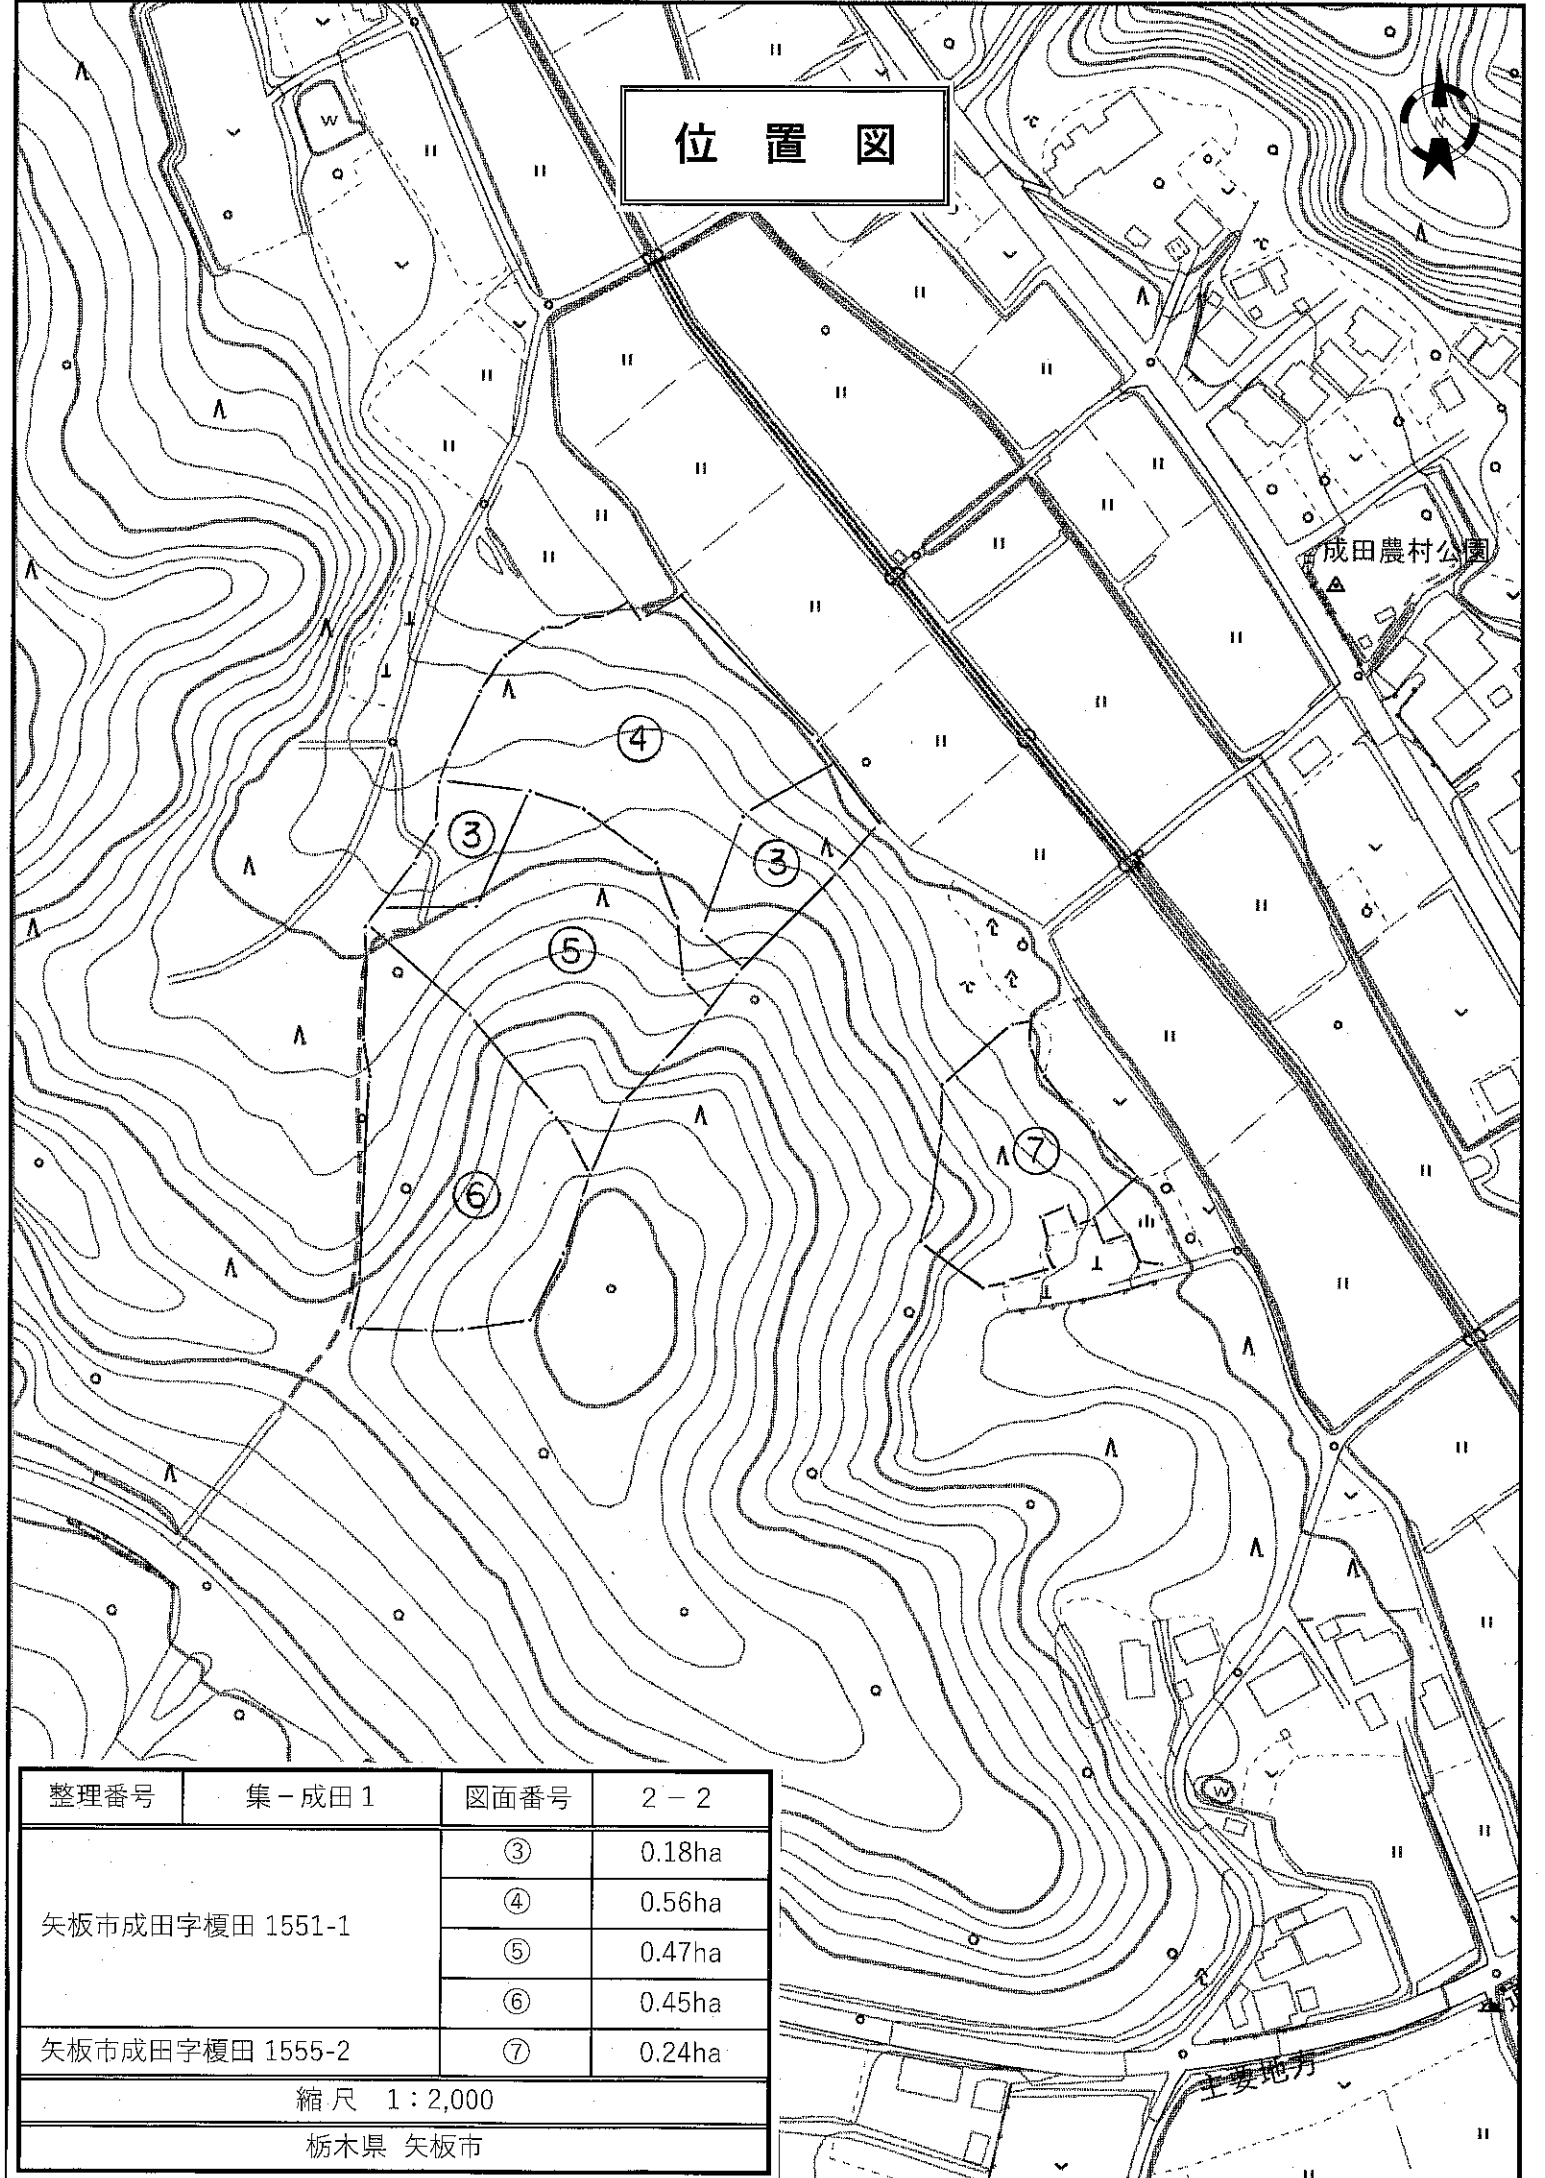 位置図
N
W
成田農村公園
④
③
③
⑤
⑦
⑥
W
主要地方
整理番号 集－成田１ 図面番号 ２－２
矢板市成田字榎田 1551-1
③ 0.18ha
④ 0.56ha
⑤ 0.47ha
⑥ 0.45ha
矢板市成田字榎田 1555-2 ⑦ 0.24ha
縮尺 1：2,000
栃木県 矢板市